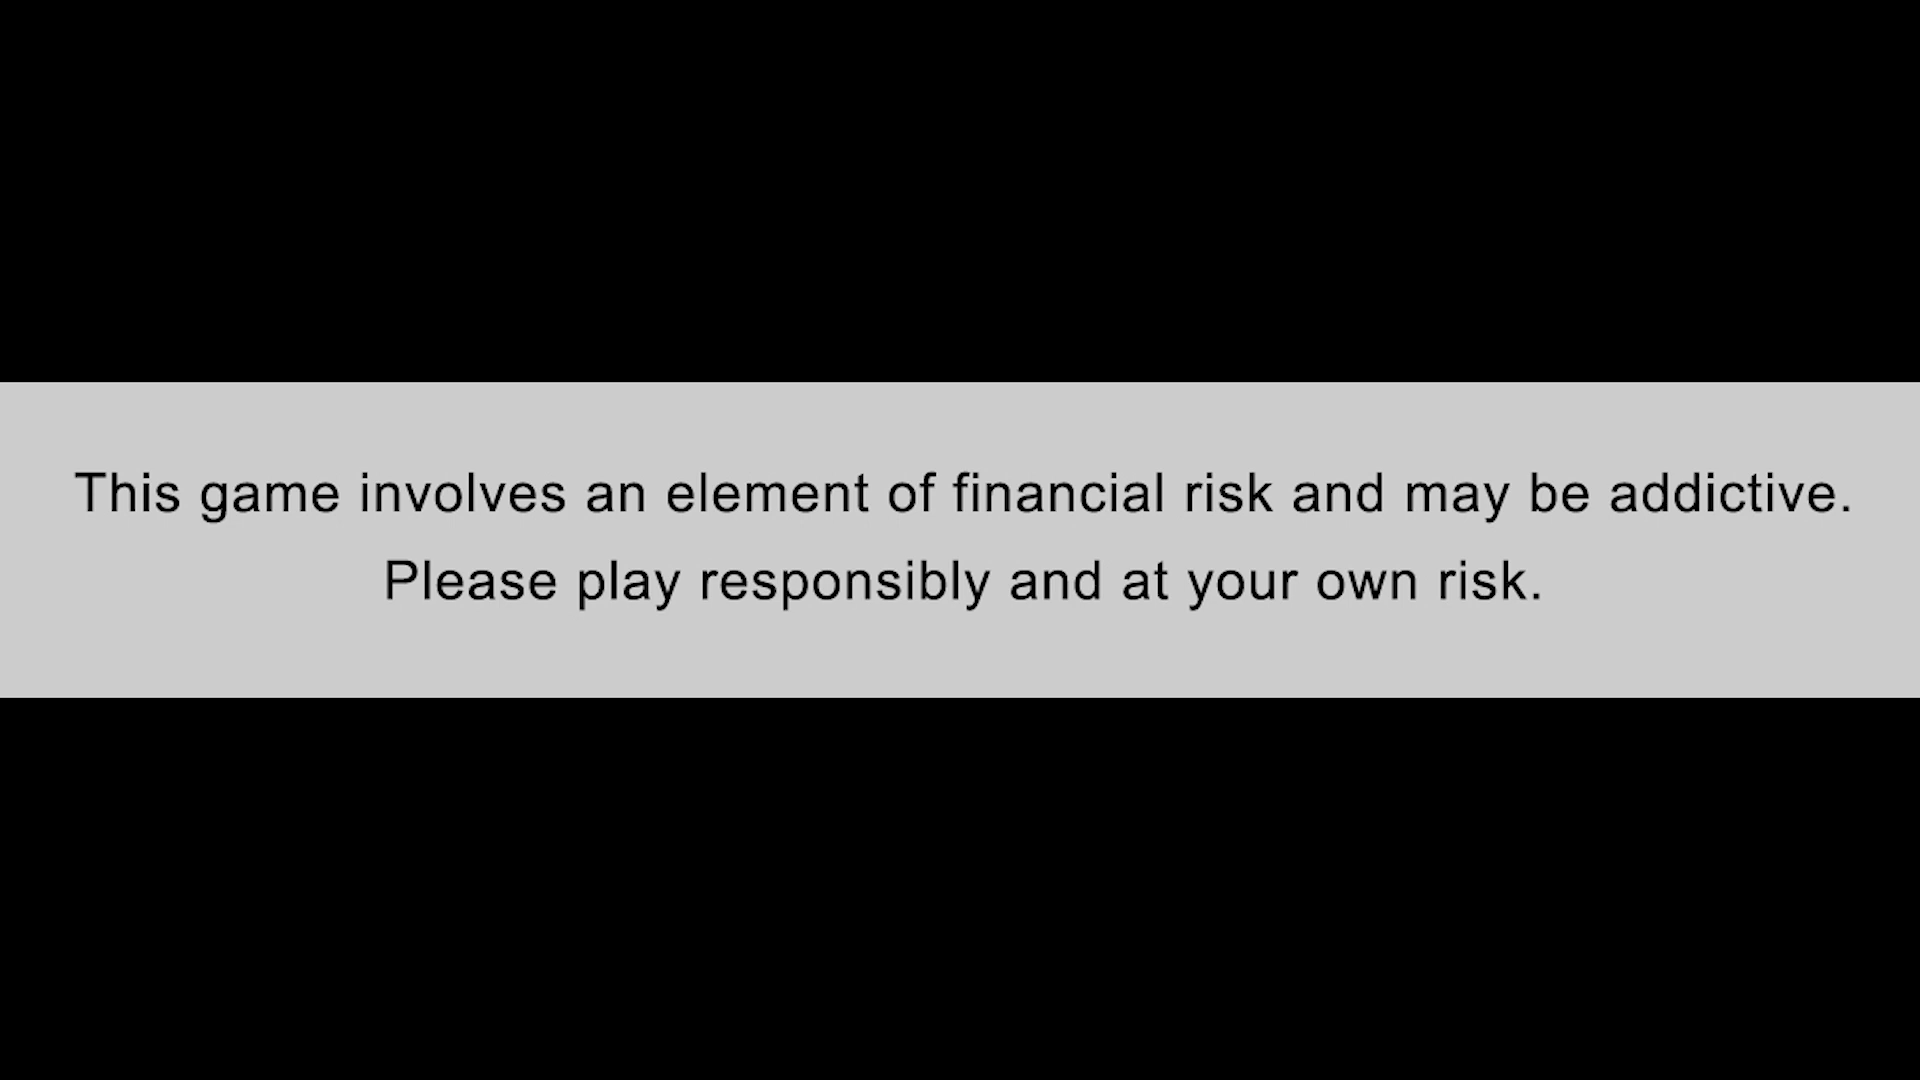 This game involves an element of financial risk and may be addictive.
Please play responsibly and at your own risk.